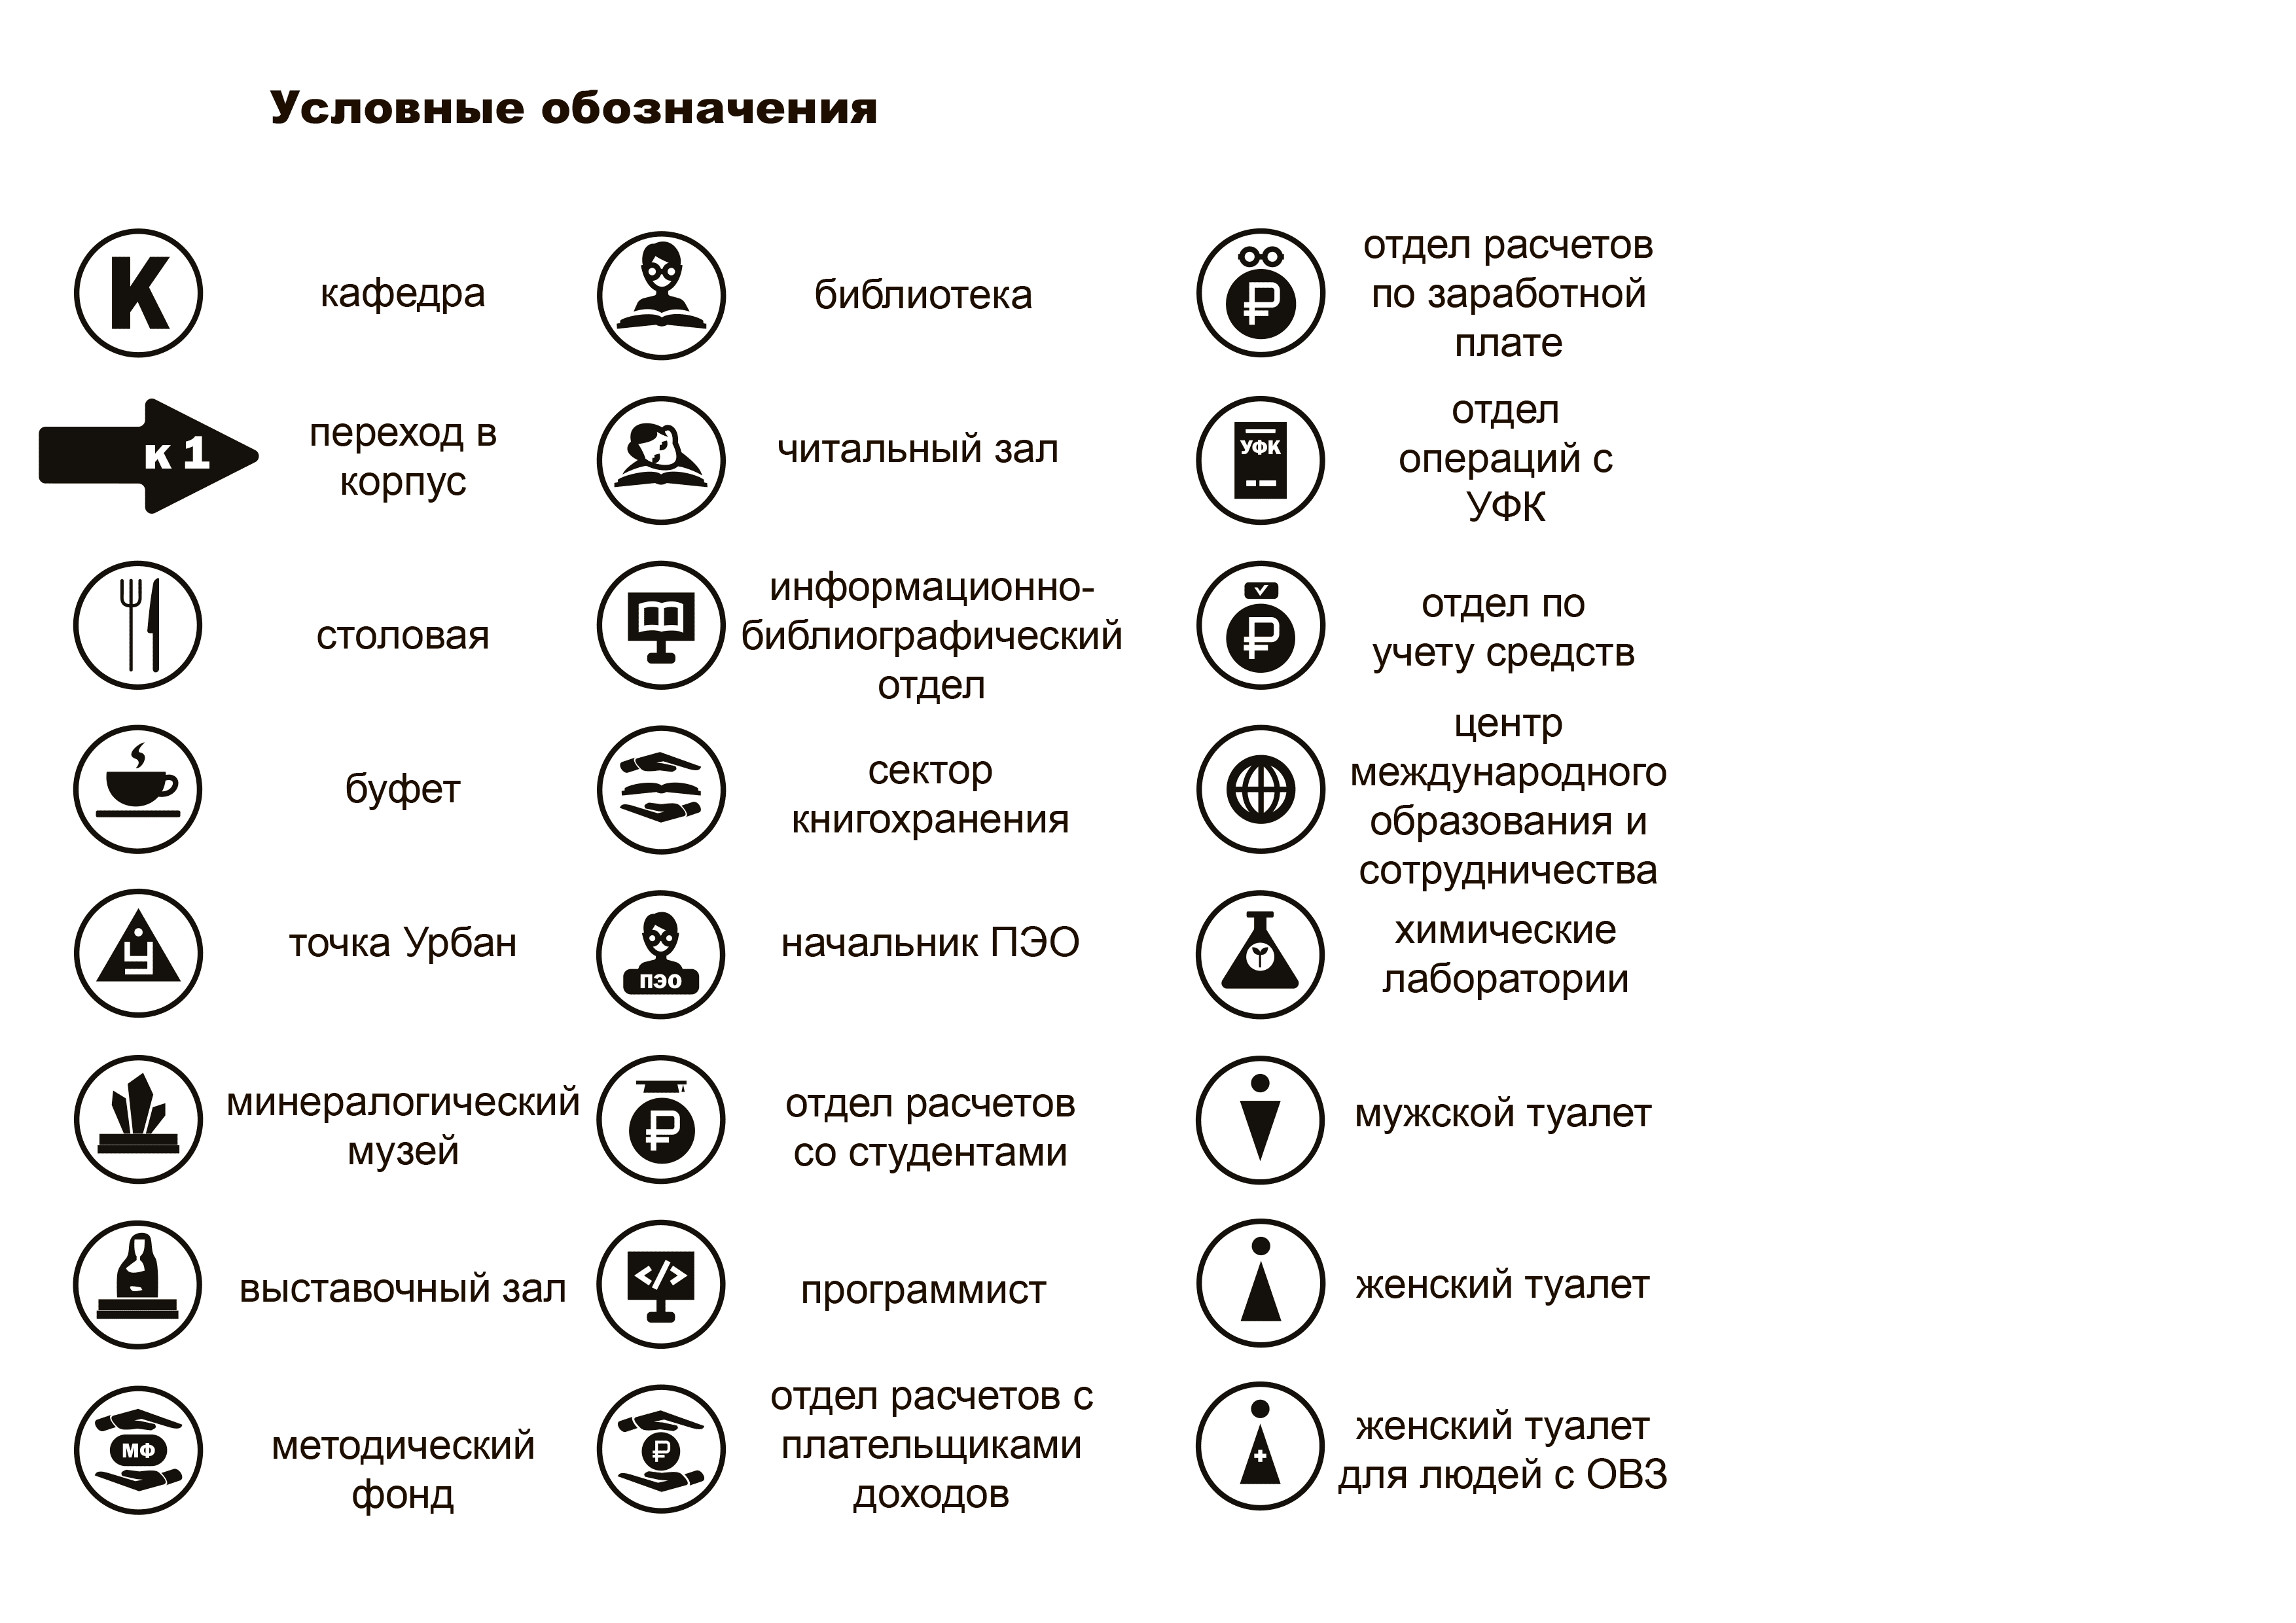 Условные обозначения
К
кафедра
к 1
переход в
корпус
столовая
буфет
У
точка Урбан
минералогический
музей
выставочный зал
МФ
методический
фонд
библиотека
читальный зал
информационно-
библиографический
отдел
сектор
книгохранения
ПЭО
начальник ПЭО
₽
отдел расчетов
со студентами
</>
программист
₽
отдел расчетов с
плательщиками
доходов
₽
отдел расчетов
по заработной
плате
УФК
отдел
операций с
УФК
₽
отдел по
учету средств
центр
международного
образования и
сотрудничества
химические
лаборатории
мужской туалет
женский туалет
женский туалет
для людей с ОВЗ